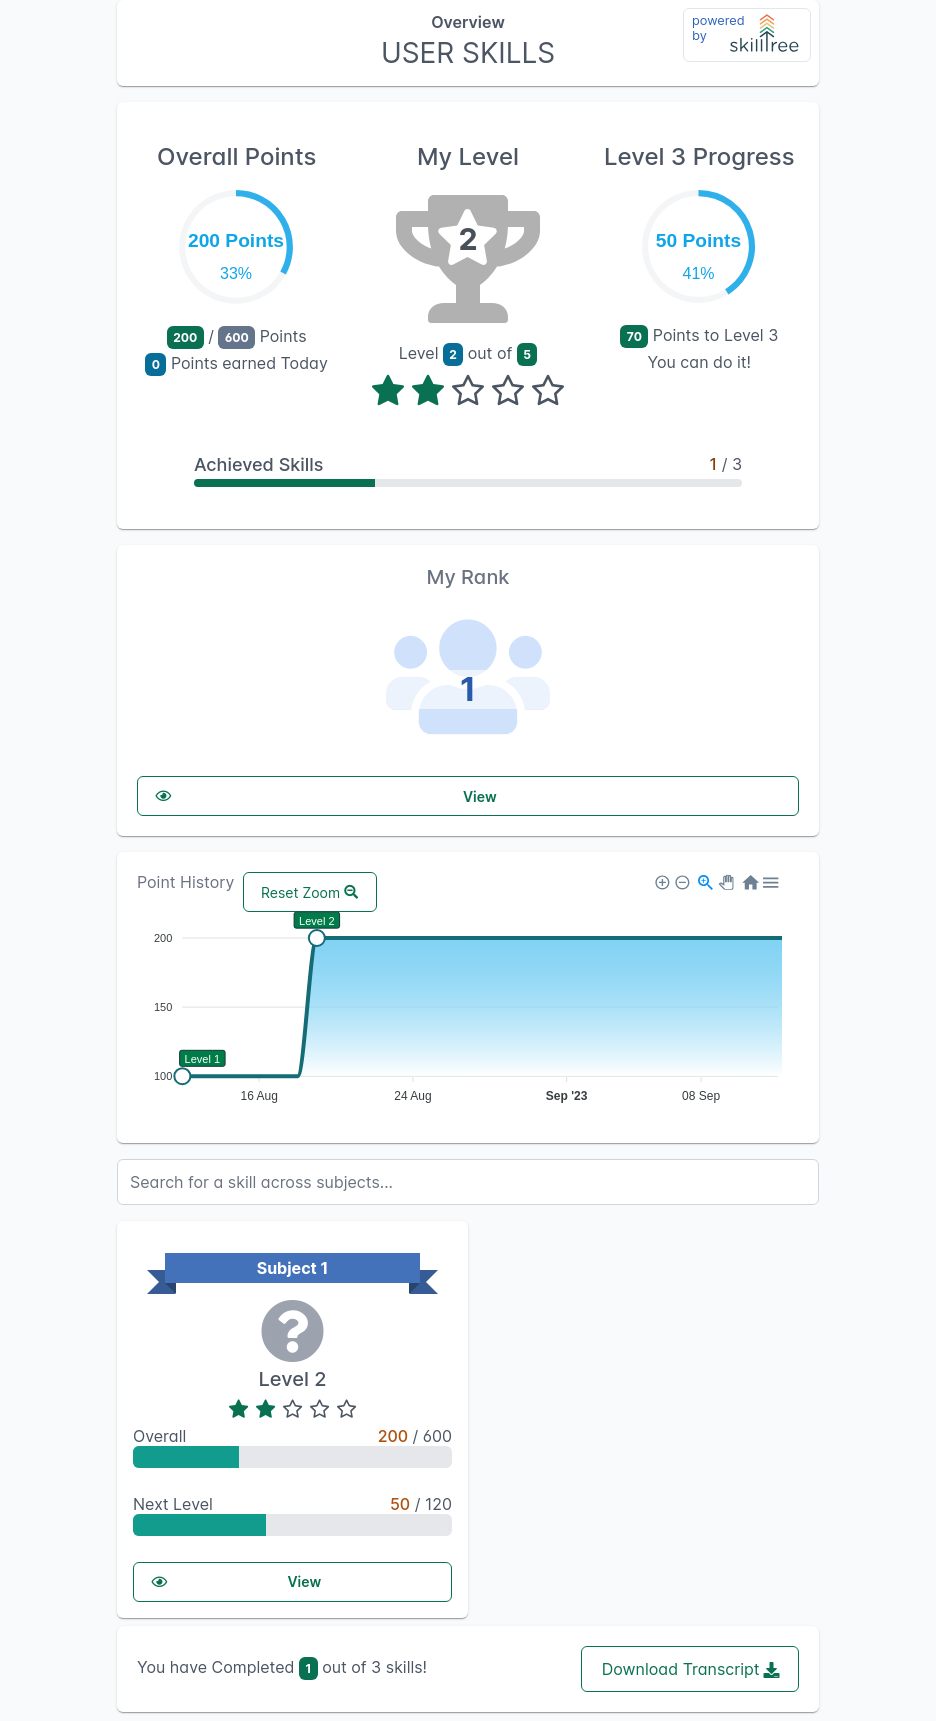 Overview
USER SKILLS
powered
by
skilltree
Overall Points
My Level
Level 3 Progress
200 Points
33%
2
50 Points
41%
200 / 600 Points
0 Points earned Today
Level 2 out of 5
70 Points to Level 3
You can do it!
Achieved Skills
1 / 3
My Rank
1
View
Point History
Reset Zoom
Level 2
200
150
Level 1
100
16 Aug
24 Aug
Sep '23
08 Sep
Search for a skill across subjects...
Subject 1
?
Level 2
Overall
200 / 600
Next Level
50 / 120
View
You have Completed 1 out of 3 skills!
Download Transcript